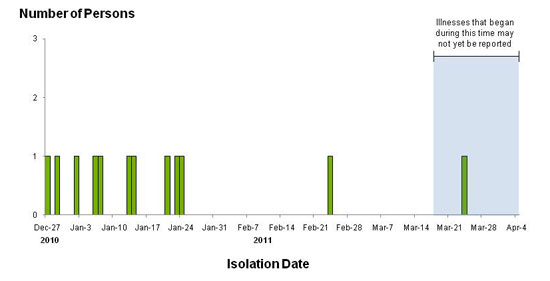 Number of Persons
Illnesses that began
during this time may
not yet be reported
3
2
1
0
Dec-27 Jan-3 Jan-10 Jan-17 Jan-24 Jan-31 Feb-7 Feb-14 Feb-21 Feb-28 Mar-7 Mar-14 Mar-21 Mar-28 Apr-4
2010 2011
Isolation Date